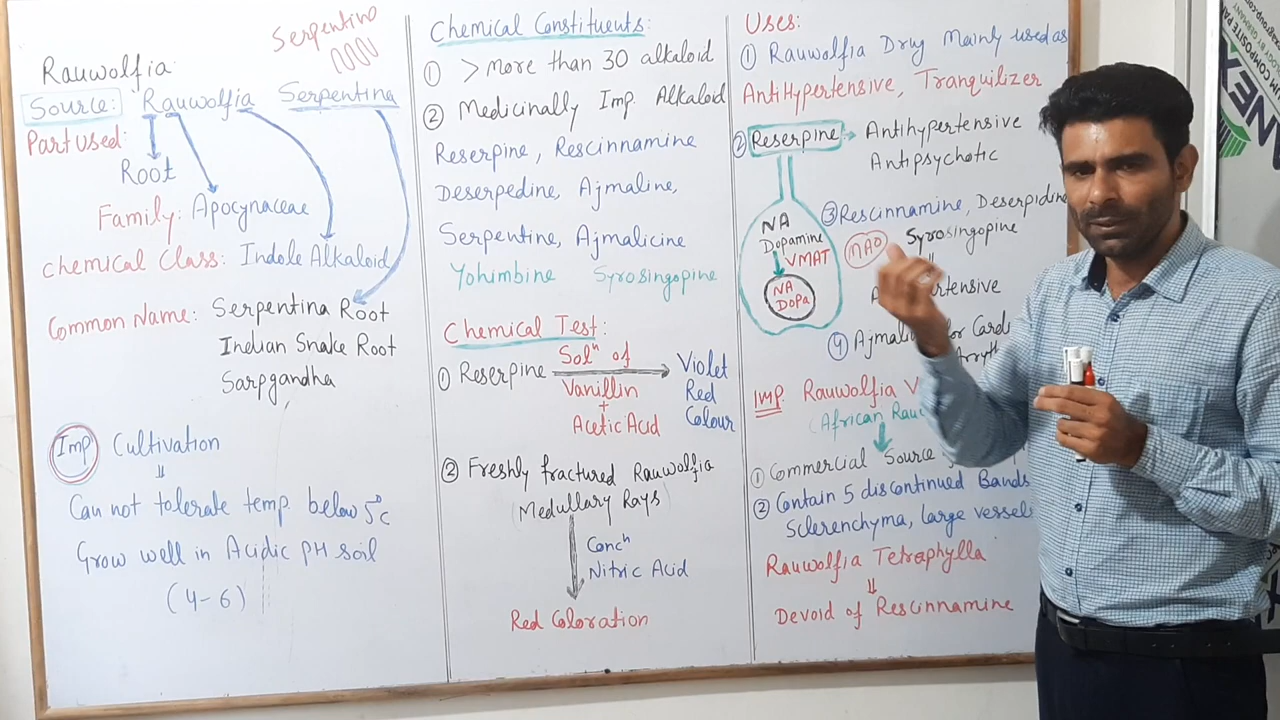 Serpentino
Rauwolfia
Source: Rauwolfia Serpentina
Part used:
Root
Family: Apocynaceae
Chemical Class: Indole Alkaloid
Common Name: Serpentina Root
Indian Snake Root
Sarpgandha
Imp Cultivation
Can not tolerate temp below 5°c
Grow well in Acidic pH soil
(4-6)
Chemical Constituents:
① > More than 30 alkaloid
② Medicinally Imp. Alkaloid
Reserpine, Rescinnamine
Deserpedine, Ajmaline,
Serpentine, Ajmalicine
Yohimbine Syrosingopine
Chemical Test:
① Reserpine Solⁿ of Vanillin + Acetic Acid Violet Red Colour
② Freshly fractured Rauwolfia
(Medullary Rays)
Concⁿ
Nitric Acid
Red Coloration
Uses:
① Rauwolfia Drug Mainly used as
AntiHypertensive, Tranquilizer
② Reserpine → Antihypertensive
Antipsychotic
NA
Dopamine
VMAT
NA
DOPA
③ Rescinnamine, Deserpidine
MAO Syrosingopine
④
IMP Rauwolfia
(African
① Commercial Source
② Contain 5 discontinued Bands
Sclerenchyma, large vessels
Rauwolfia Tetraphylla
Devoid of Rescinnamine